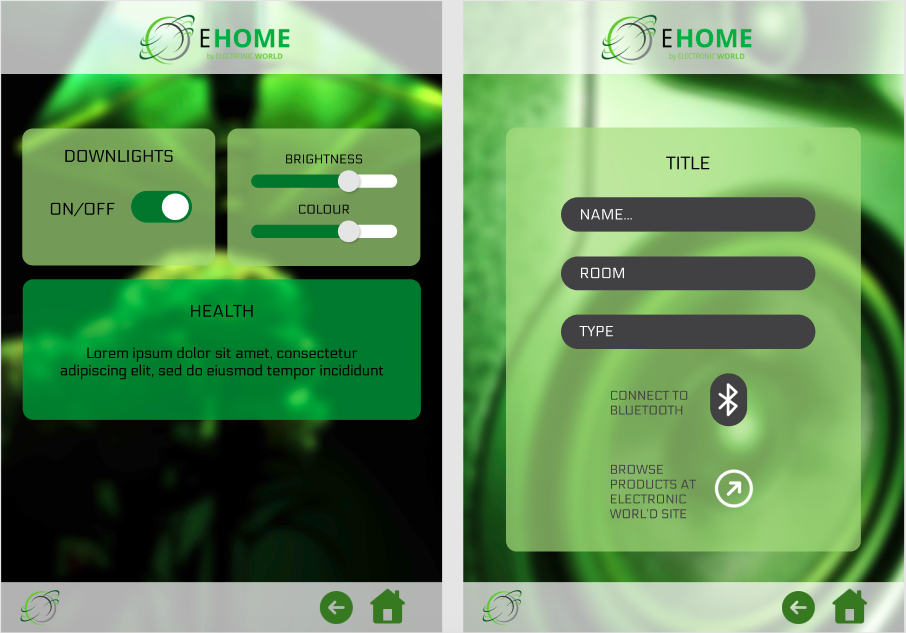 EHOME
by ELECTRONIC WORLD
DOWNLIGHTS
ON/OFF
BRIGHTNESS
COLOUR
HEALTH
Lorem ipsum dolor sit amet, consectetur
adipiscing elit, sed do eiusmod tempor incididunt
EHOME
by ELECTRONIC WORLD
TITLE
NAME...
ROOM
TYPE
CONNECT TO
BLUETOOTH
BROWSE
PRODUCTS AT
ELECTRONIC
WORL'D SITE